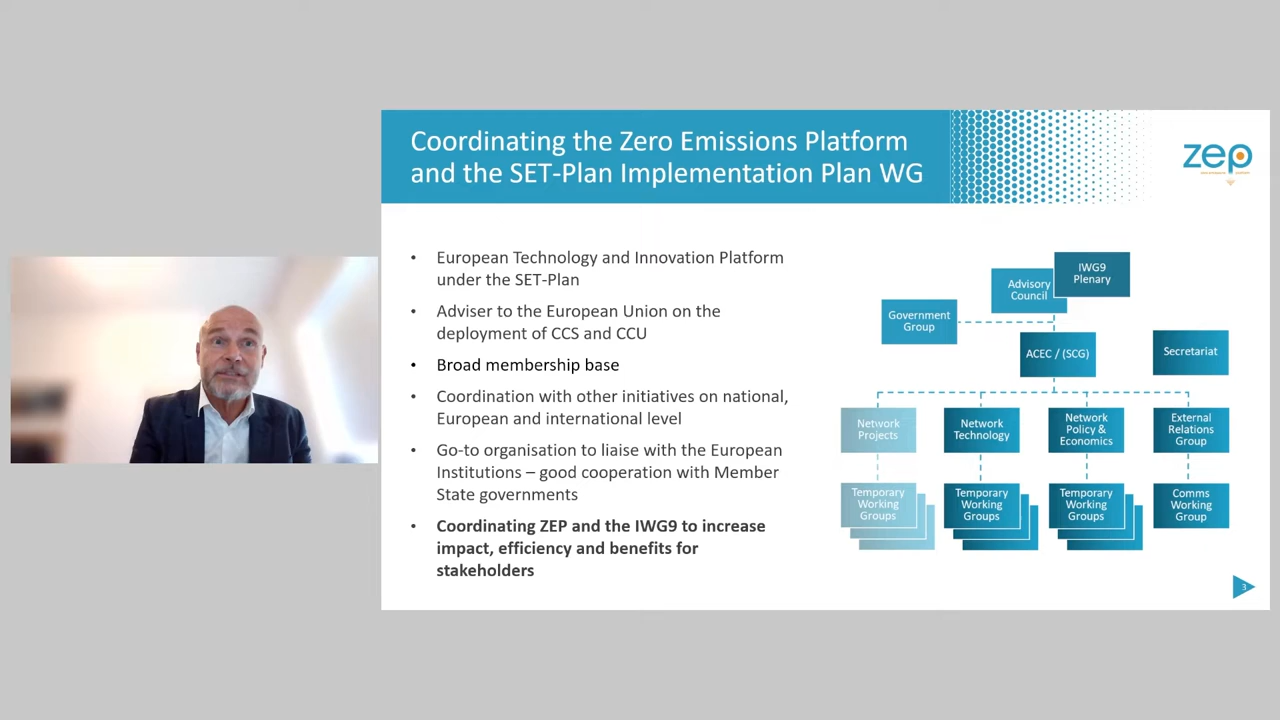 Coordinating the Zero Emissions Platform
and the SET-Plan Implementation Plan WG
zep
• European Technology and Innovation Platform
under the SET-Plan
• Adviser to the European Union on the
deployment of CCS and CCU
• Broad membership base
• Coordination with other initiatives on national,
European and international level
• Go-to organisation to liaise with the European
Institutions – good cooperation with Member
State governments
• Coordinating ZEP and the IWG9 to increase
impact, efficiency and benefits for
stakeholders
IWG9
Plenary
Advisory
Council
Government
Group
ACEC / (SCG)
Secretariat
Network
Projects
Network
Technology
Network
Policy &
Economics
External
Relations
Group
Temporary
Working
Groups
Temporary
Working
Groups
Temporary
Working
Groups
Comms
Working
Group
3